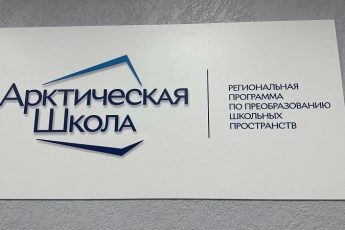 Арктическая
Школа
РЕГИОНАЛЬНАЯ
ПРОГРАММА
ПО ПРЕОБРАЗОВАНИЮ
ШКОЛЬНЫХ
ПРОСТРАНСТВ